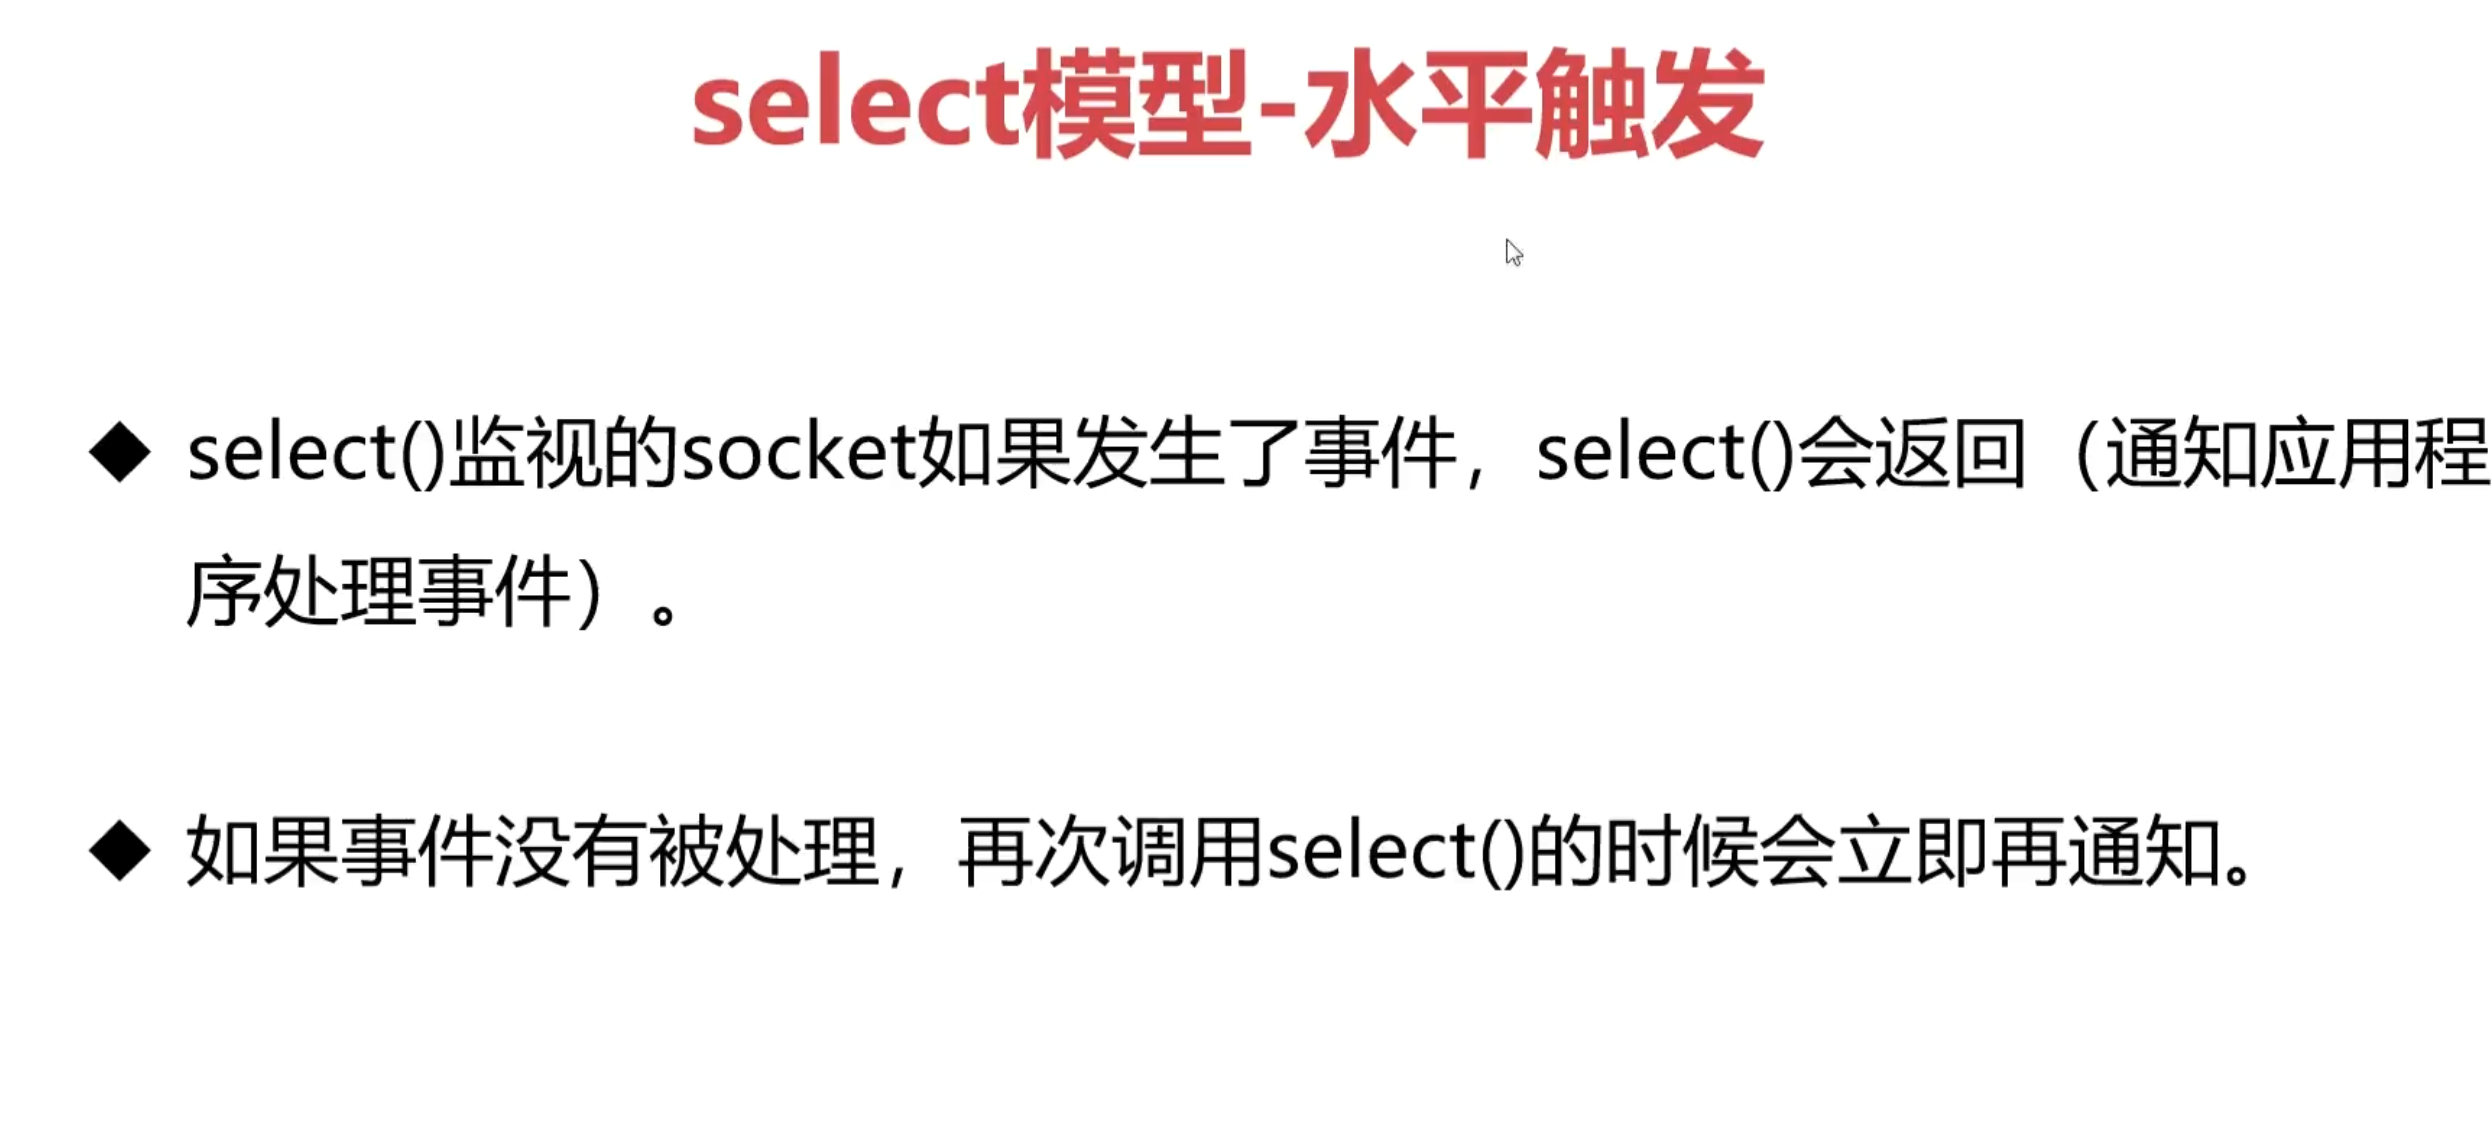 select模型-水平触发
select()监视的socket如果发生了事件，select()会返回（通知应用程
序处理事件）。
如果事件没有被处理，再次调用select()的时候会立即再通知。